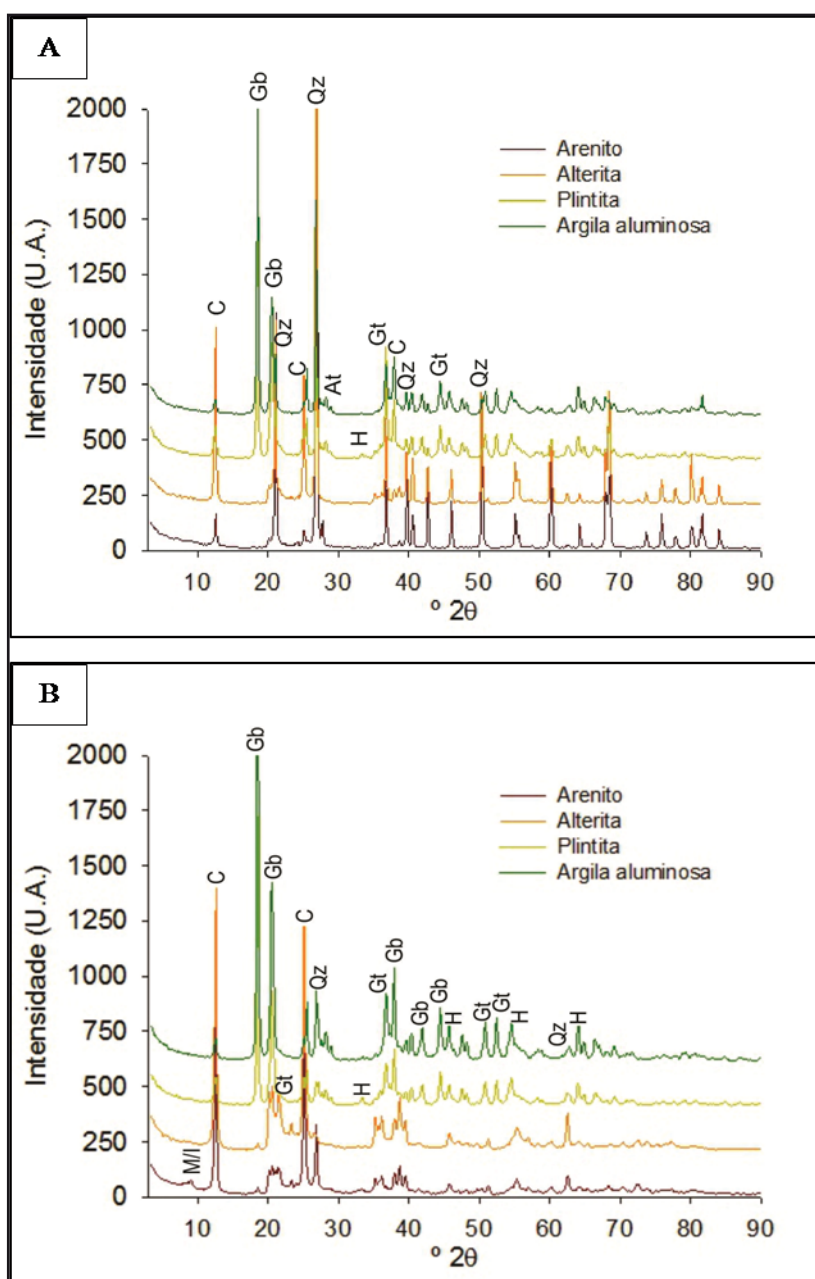 A
Gb
Qz
2000
1750
1500
1250
1000
750
500
250
0
Intensidade (U.A.)
Arenito
Alterita
Plintita
Argila aluminosa
C
Gb
Qz
C
At
H
Gt
C
Qz
Gt
Qz
10 20 30 40 50 60 70 80 90
º 2θ
B
Gb
2000
1750
1500
1250
1000
750
500
250
0
Intensidade (U.A.)
Arenito
Alterita
Plintita
Argila aluminosa
M/I
C
Gb
Gt
C
Qz
H
Gt
Gb
Gb
Gb
H
Gt
Gt
H
Qz
H
10 20 30 40 50 60 70 80 90
º 2θ